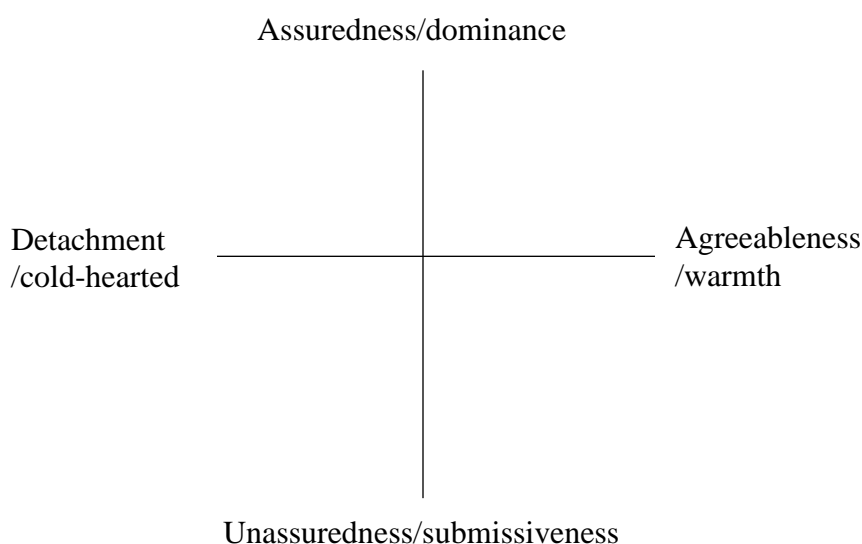 Assuredness/dominance
Detachment
/cold-hearted
Agreeableness
/warmth
Unassuredness/submissiveness